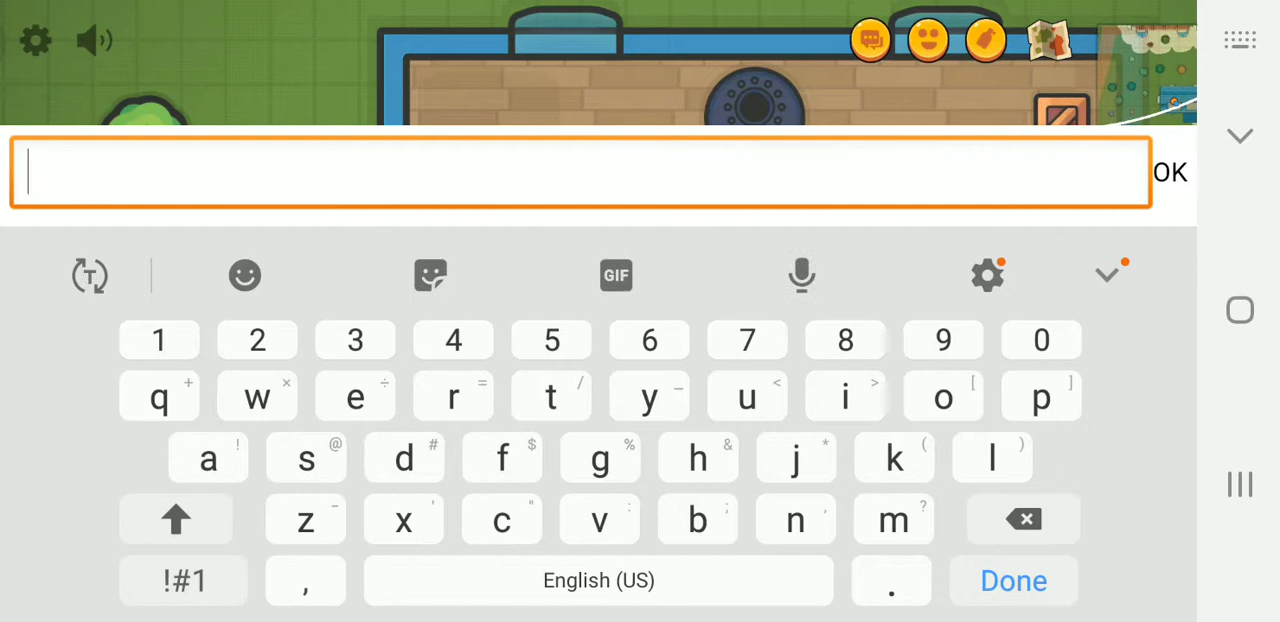 OK
T GIF
1 2 3 4 5 6 7 8 9 0
q + w × e ÷ r = t / y _ u < i > o [ p ]
a ! s @ d # f $ g % h & j * k ( l )
z - x ' c " v : b ; n , m ?
!#1 , English (US) . Done